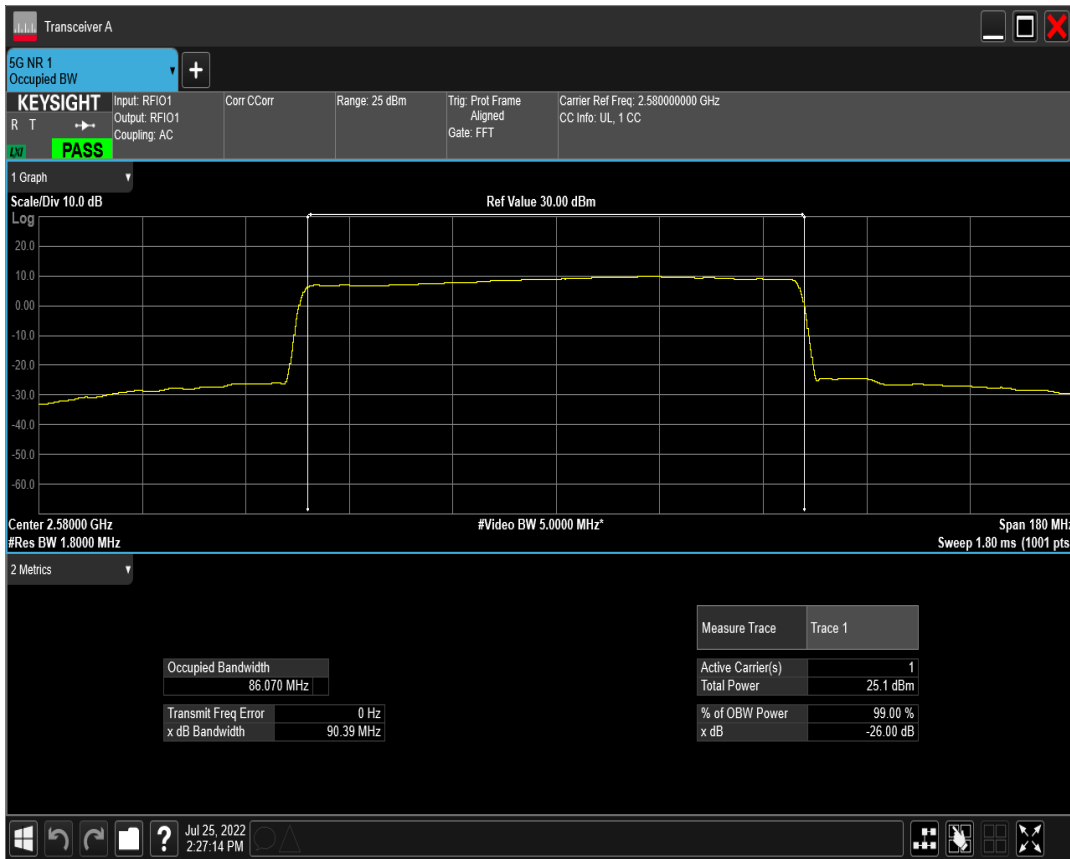 Transceiver A
5G NR 1
Occupied BW
+
KEYSIGHT
R T
LXI
PASS
Input: RFIO1
Output: RFIO1
Coupling: AC
Corr CCorr
Range: 25 dBm
Trig: Prot Frame
Aligned
Gate: FFT
Carrier Ref Freq: 2.580000000 GHz
CC Info: UL, 1 CC
1 Graph
Scale/Div 10.0 dB
Ref Value 30.00 dBm
Log
20.0
10.0
0.00
-10.0
-20.0
-30.0
-40.0
-50.0
-60.0
Center 2.58000 GHz
#Video BW 5.0000 MHz*
Span 180 MHz
#Res BW 1.8000 MHz
Sweep 1.80 ms (1001 pts
2 Metrics
Measure Trace Trace 1
Occupied Bandwidth
86.070 MHz
Active Carrier(s) 1
Total Power 25.1 dBm
Transmit Freq Error 0 Hz
x dB Bandwidth 90.39 MHz
% of OBW Power 99.00 %
x dB -26.00 dB
?
Jul 25, 2022
2:27:14 PM